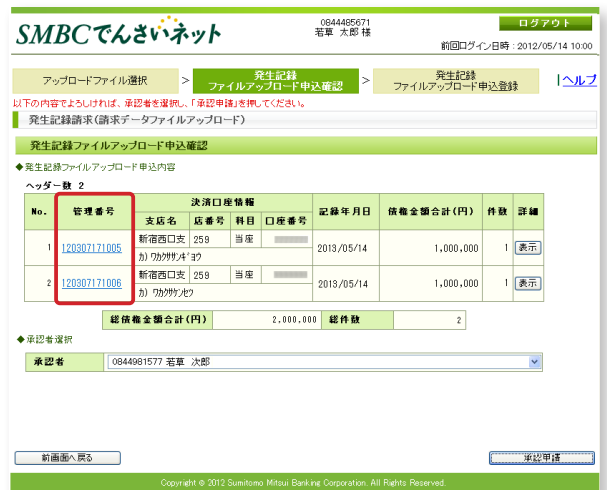 SMBCでんさいネット
0844485671
若草 太郎 様
ログアウト
前回ログイン日時 : 2012/05/14 10:00
アップロードファイル選択 > 発生記録 ファイルアップロード申込確認 > 発生記録 ファイルアップロード申込登録
ヘルプ
以下の内容でよろしければ、承認者を選択し、「承認申請」を押してください。
発生記録請求(請求データファイルアップロード)
発生記録ファイルアップロード申込確認
◆発生記録ファイルアップロード申込内容
ヘッダー数 2
No. 管理番号 決済口座情報 記録年月日 債権金額合計(円) 件数 詳細
支店名 店番号 科目 口座番号
1 120307171005 新宿西口支 259 当座 2013/05/14 1,000,000 1 表示
カ) ワカクササンギヨウ
2 120307171006 新宿西口支 259 当座 2013/05/14 1,000,000 1 表示
総債権金額合計(円) 2,000,000 総件数 2
◆承認者選択
承認者 0844981577 若草 次郎
前画面へ戻る 承認申請
Copyright © 2012 Sumitomo Mitsui Banking Corporation. All Rights Reserved.